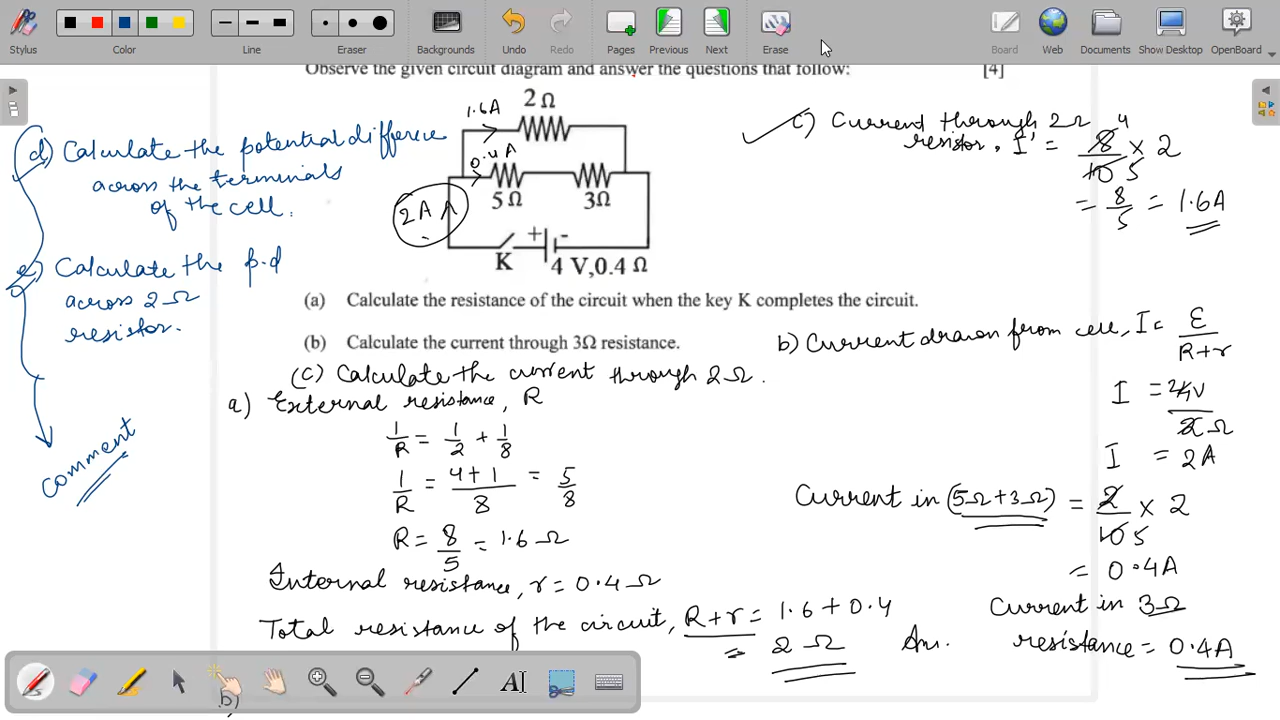 Stylus
Color
Line
Eraser
Backgrounds
Undo
Redo
Pages
Previous
Next
Erase
Board
Web
Documents
Show Desktop
OpenBoard
Observe the given circuit diagram and answer the questions that follow: [4]
1.6A
2 Ω
0.4 A
5 Ω
3Ω
2A
+ -
K
4 V, 0.4 Ω
(a) Calculate the resistance of the circuit when the key K completes the circuit.
(b) Calculate the current through 3Ω resistance.
(C) Calculate the current through 2Ω.
d) Calculate the potential difference
across the terminals
of the cell.
e) Calculate the p.d
across 2Ω
resistor.
comment
a) External resistance, R
1/R = 1/2 + 1/8
1/R = 4+1/8 = 5/8
R = 8/5 = 1.6 Ω
Internal resistance, r = 0.4 Ω
Total resistance of the circuit, R+r = 1.6 + 0.4
= 2 Ω Ans.
b)
c) Current through 2Ω
resistor, I' = 8/10 × 2
4
5
= 8/5 = 1.6A
b) Current drawn from cell, I = ε/R+r
I = 4V/2Ω
2
I = 2A
Current in (5Ω+3Ω) = 2/10 × 2
5
= 0.4A
Current in 3Ω
resistance = 0.4A
b)